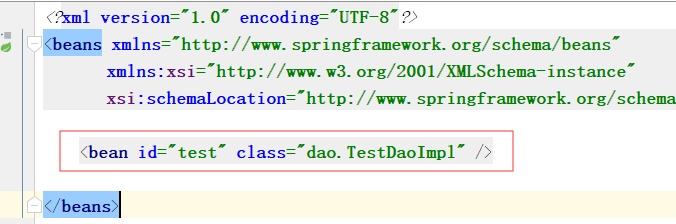 <?xml version="1.0" encoding="UTF-8"?>
<beans xmlns="http://www.springframework.org/schema/beans"
xmlns:xsi="http://www.w3.org/2001/XMLSchema-instance"
xsi:schemaLocation="http://www.springframework.org/schema
<bean id="test" class="dao.TestDaoImpl" />
</beans>